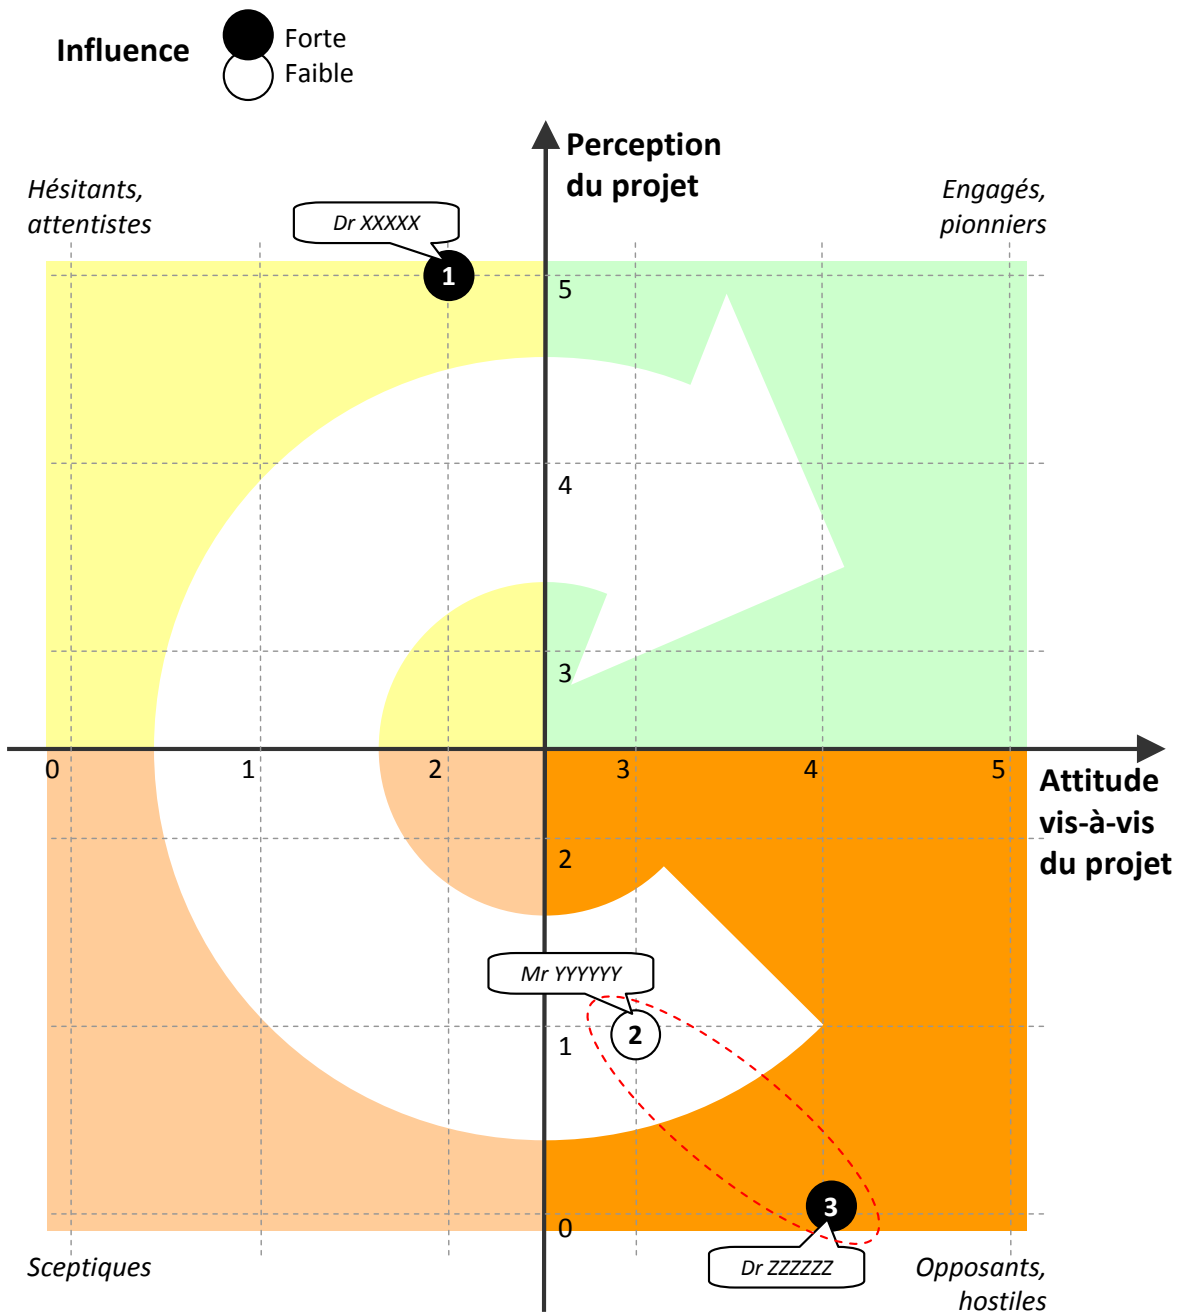 Influence
Forte
Faible
Perception
du projet
Hésitants,
attentistes
Engagés,
pionniers
Dr XXXXX
1
5
4
3
0
1
2
3
4
5
Attitude
vis-à-vis
du projet
2
Mr YYYYYY
2
1
3
0
Dr ZZZZZZ
Sceptiques
Opposants,
hostiles